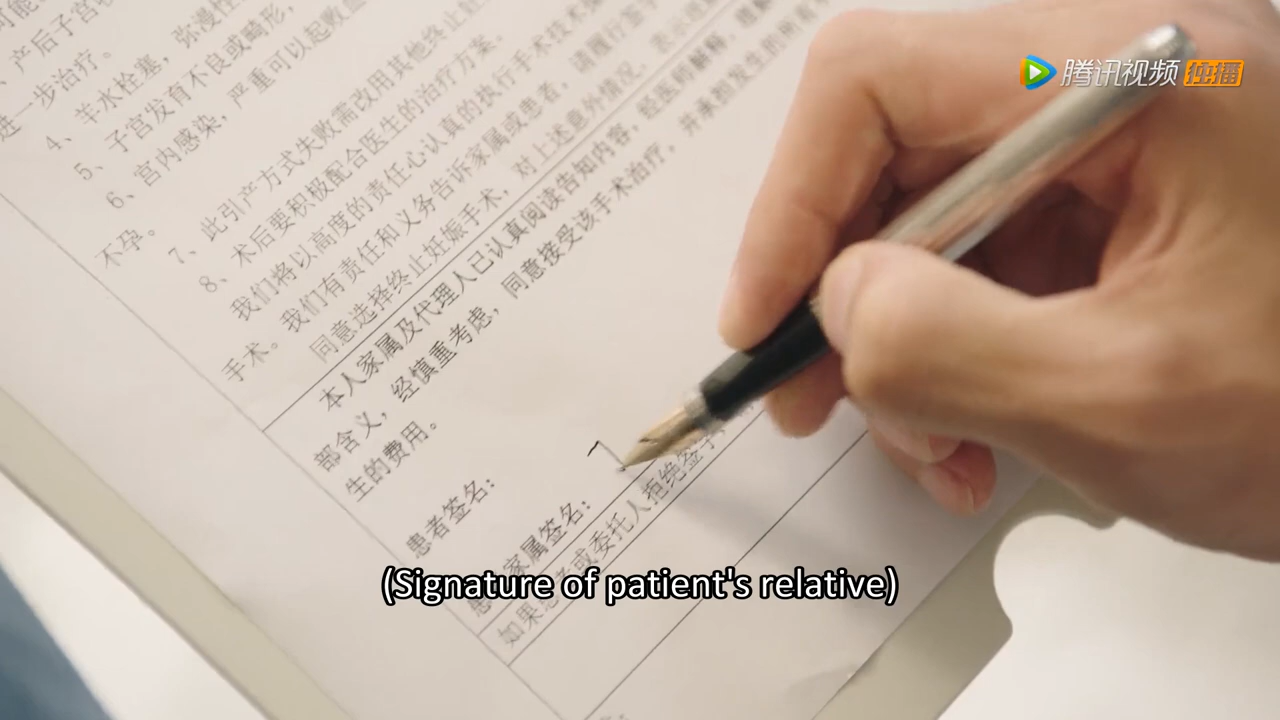 腾讯视频 独播
、产后子宫
进一步治疗。
4、羊水栓塞，弥漫性
5、子宫发育不良或畸形，
6、宫内感染，严重可以起败血
不孕。
7、此引产方式失败需改用其他终止妊
8、术后要积极配合医生的治疗方案。
我们将以高度的责任心认真的执行手术技术操
手术。我们有责任和义务告诉家属或患者，请履行签字
同意选择终止妊娠手术，对上述意外情况，表示理解
本人家属及代理人已认真阅读告知内容，经医师解释，理解
部含义，经慎重考虑，同意接受该手术治疗，并承担
生的费用。
患者签名：
患者家属签名：
如果患者或委托人拒绝签字
(Signature of patient's relative)